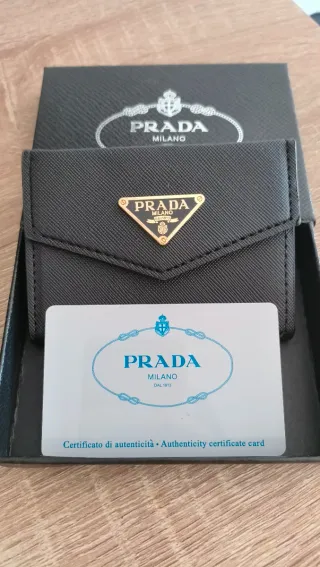 PRADA
MILANO
PRADA
MILANO
PRADA
MILANO
DAL 1913
Certificato di autenticità • Authenticity certificate card